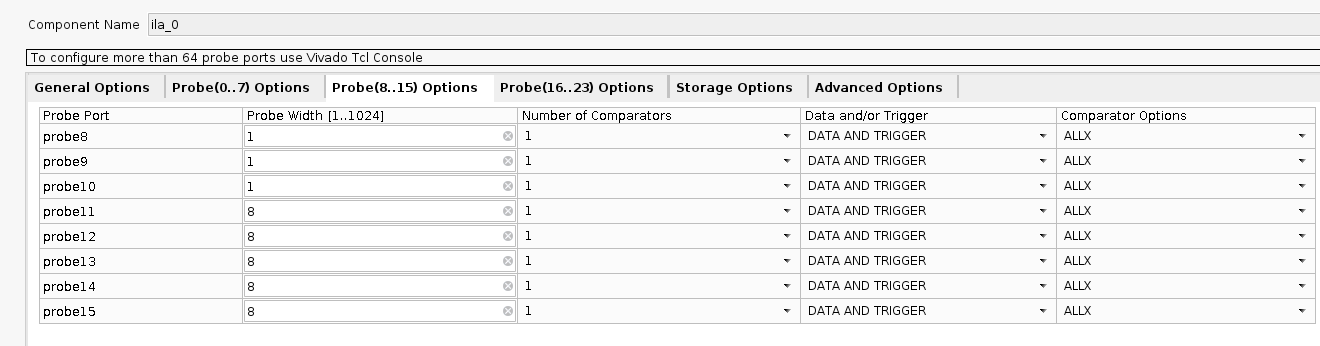 Component Name ila_0
To configure more than 64 probe ports use Vivado Tcl Console
General Options Probe(0..7) Options Probe(8..15) Options Probe(16..23) Options Storage Options Advanced Options
Probe Port Probe Width [1..1024] Number of Comparators Data and/or Trigger Comparator Options
probe8 1 1 DATA AND TRIGGER ALLX
probe9 1 1 DATA AND TRIGGER ALLX
probe10 1 1 DATA AND TRIGGER ALLX
probe11 8 1 DATA AND TRIGGER ALLX
probe12 8 1 DATA AND TRIGGER ALLX
probe13 8 1 DATA AND TRIGGER ALLX
probe14 8 1 DATA AND TRIGGER ALLX
probe15 8 1 DATA AND TRIGGER ALLX